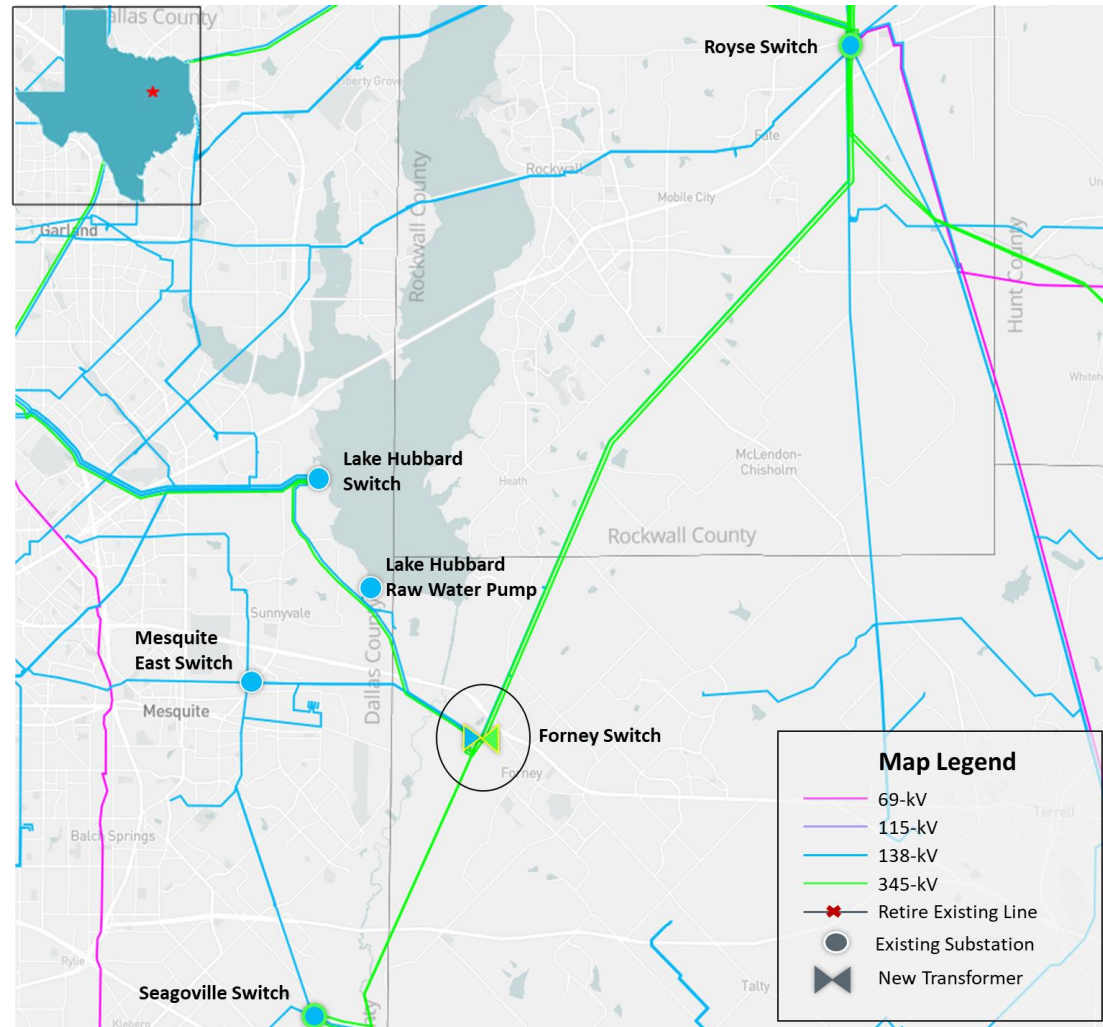 Dallas County
Royse Switch
Liberty Grove
Rockwall County
Fate
Rockwall
Mobile City
Garland
Hunt County
Lake Hubbard
Switch
McLendon-
Chisholm
Heath
Rockwall County
Lake Hubbard
Raw Water Pump
Sunnyvale
Mesquite
East Switch
Dallas County
Mesquite
Forney Switch
Forney
Map Legend
69-kV
115-kV
138-kV
345-kV
Retire Existing Line
Existing Substation
New Transformer
Terrell
Balch Springs
Rylie
Seagoville Switch
Talty
Kleberg